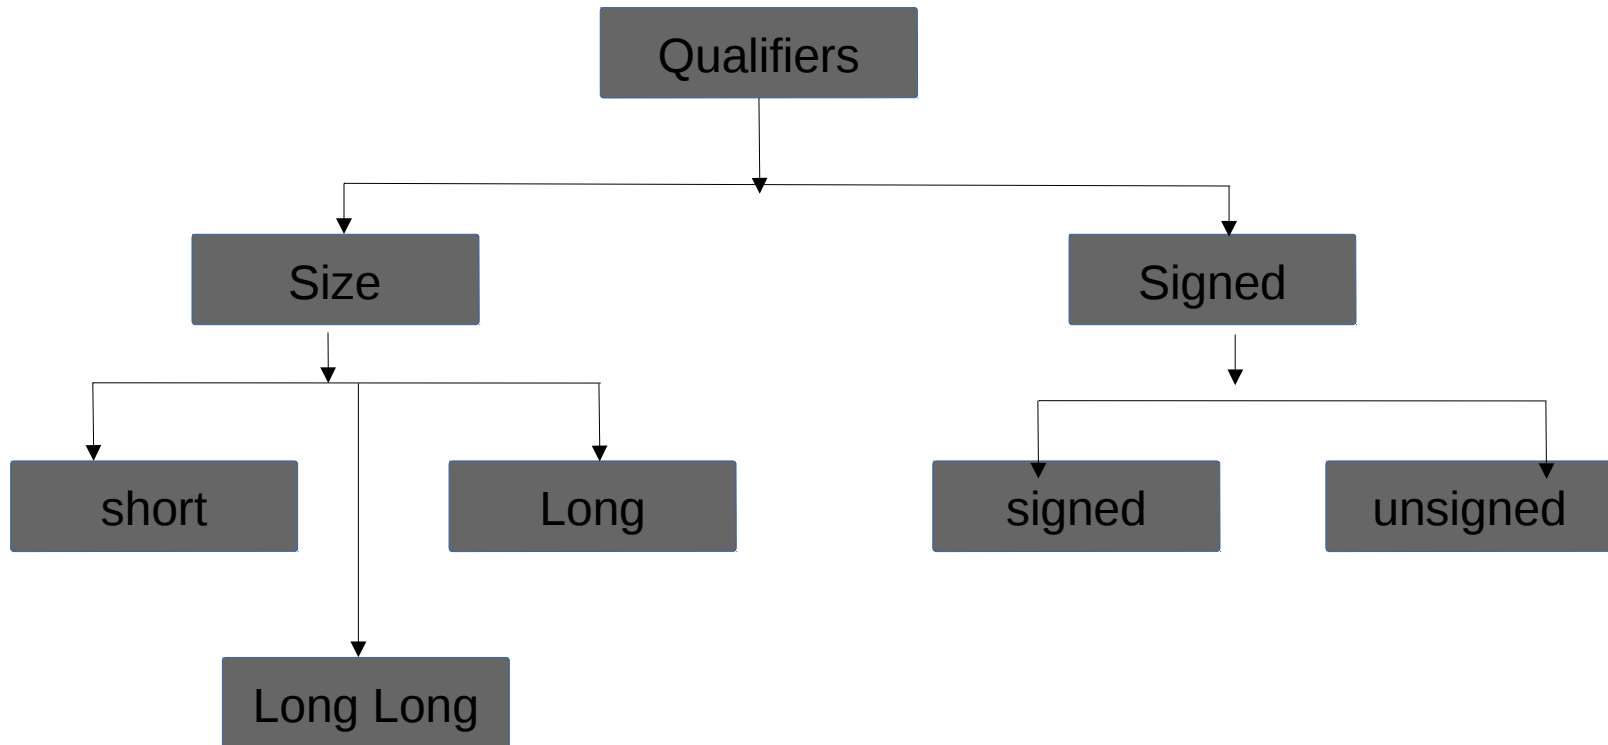 Qualifiers
Size
Signed
short
Long
signed
unsigned
Long Long